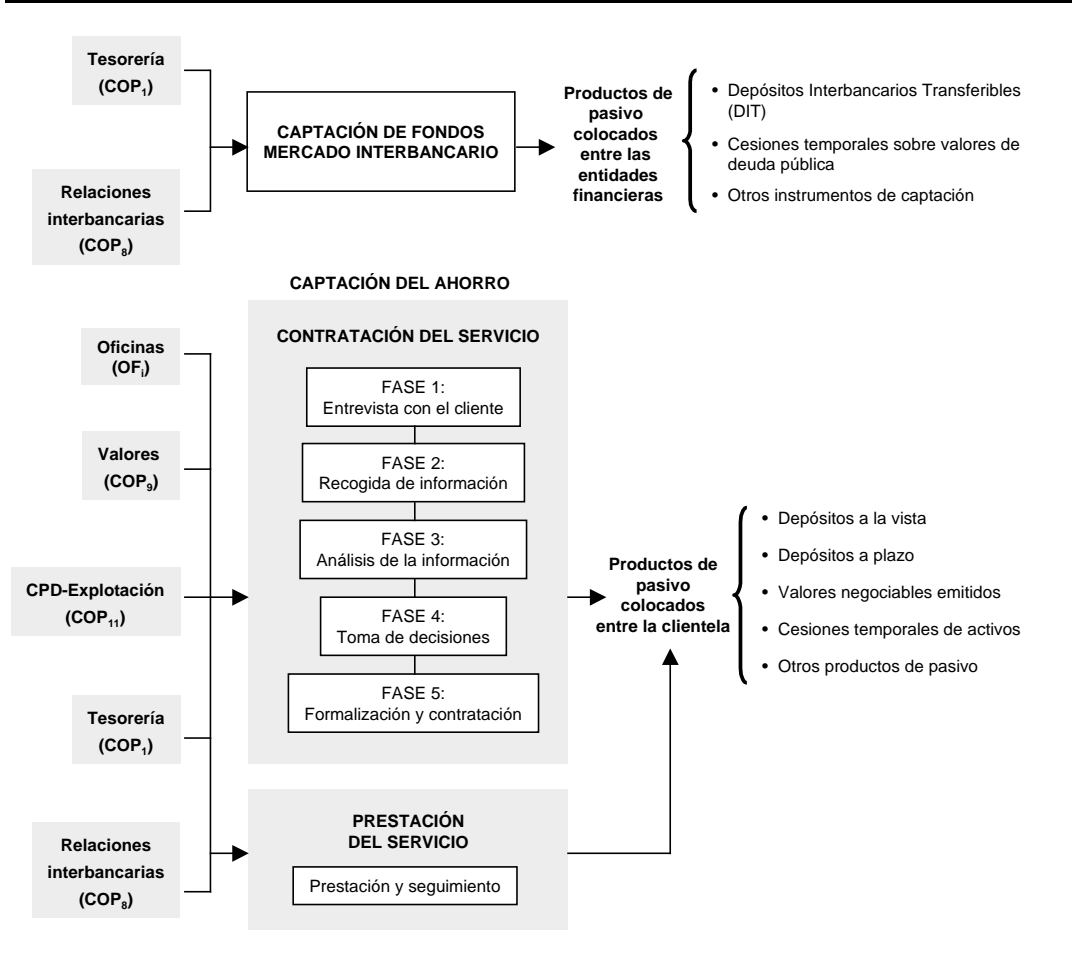 Tesorería
(COP₁)
Relaciones
interbancarias
(COP₈)
CAPTACIÓN DE FONDOS
MERCADO INTERBANCARIO
Productos de
pasivo
colocados
entre las
entidades
financieras
• Depósitos Interbancarios Transferibles
(DIT)
• Cesiones temporales sobre valores de
deuda pública
• Otros instrumentos de captación
CAPTACIÓN DEL AHORRO
Oficinas
(OFᵢ)
Valores
(COP₉)
CPD-Explotación
(COP₁₁)
Tesorería
(COP₁)
Relaciones
interbancarias
(COP₈)
CONTRATACIÓN DEL SERVICIO
FASE 1:
Entrevista con el cliente
FASE 2:
Recogida de información
FASE 3:
Análisis de la información
FASE 4:
Toma de decisiones
FASE 5:
Formalización y contratación
PRESTACIÓN
DEL SERVICIO
Prestación y seguimiento
Productos de
pasivo
colocados
entre la clientela
• Depósitos a la vista
• Depósitos a plazo
• Valores negociables emitidos
• Cesiones temporales de activos
• Otros productos de pasivo